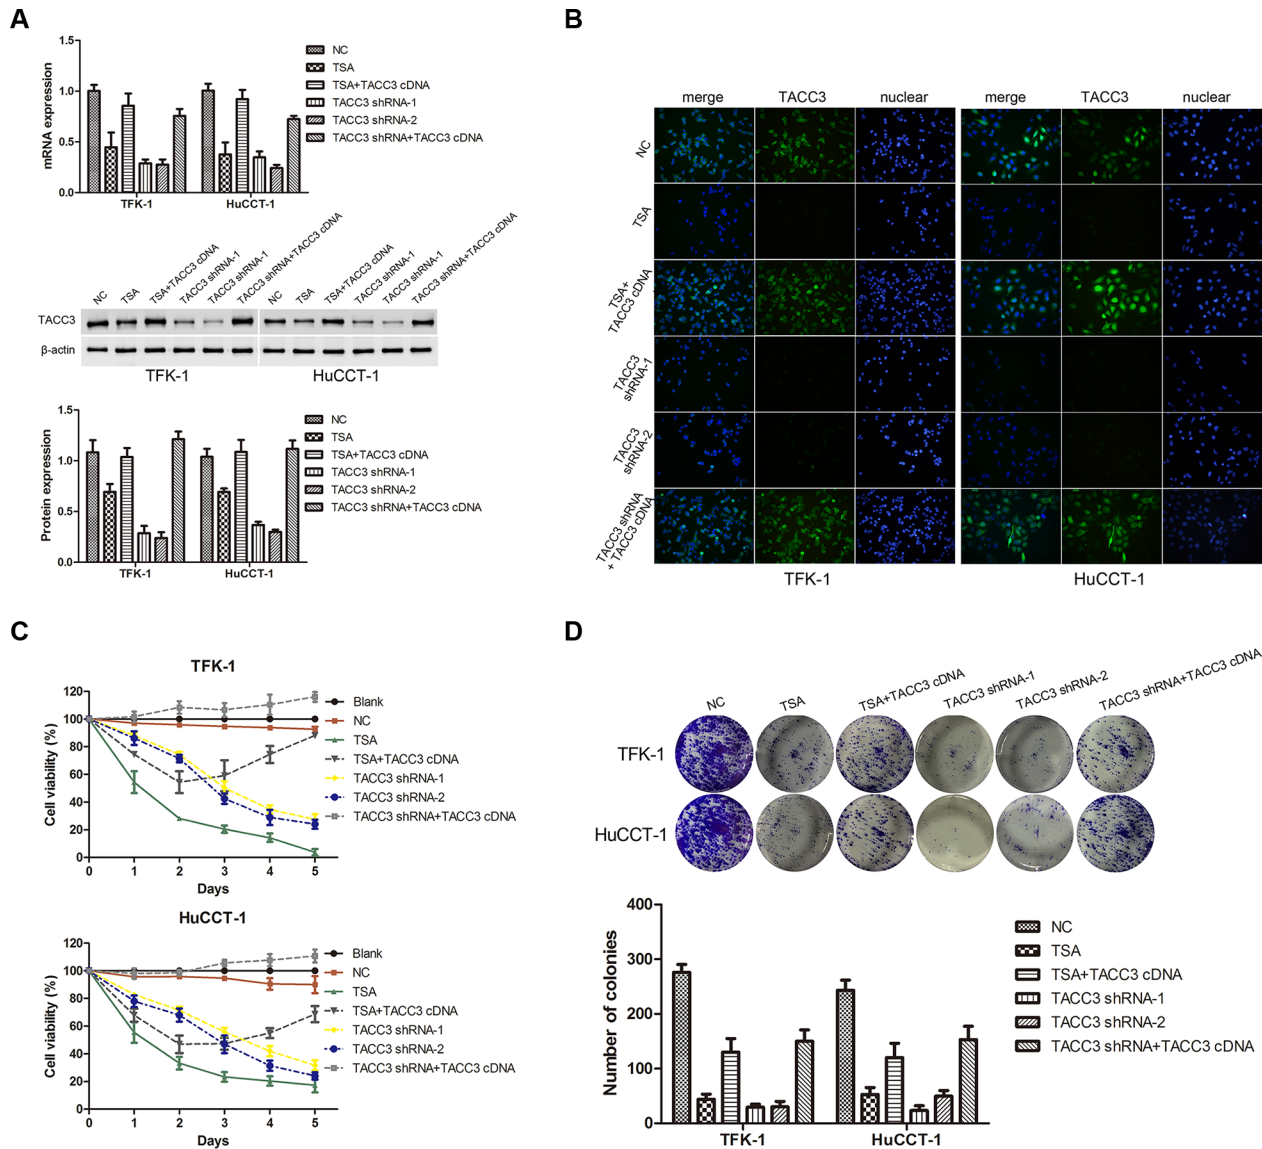 A
1.5
1.0
0.5
0.0
mRNA expression
TFK-1
HuCCT-1
NC
TSA
TSA+TACC3 cDNA
TACC3 shRNA-1
TACC3 shRNA-2
TACC3 shRNA+TACC3 cDNA
NC
TSA
TSA+TACC3 cDNA
TACC3 shRNA-1
TACC3 shRNA-1
TACC3 shRNA+TACC3 cDNA
NC
TSA
TSA+TACC3 cDNA
TACC3 shRNA-1
TACC3 shRNA-1
TACC3 shRNA+TACC3 cDNA
TACC3
β-actin
TFK-1
HuCCT-1
1.5
1.0
0.5
0.0
Protein expression
TFK-1
HuCCT-1
NC
TSA
TSA+TACC3 cDNA
TACC3 shRNA-1
TACC3 shRNA-2
TACC3 shRNA+TACC3 cDNA
B
merge
TACC3
nuclear
merge
TACC3
nuclear
NC
TSA
TSA+
TACC3 cDNA
TACC3
shRNA-1
TACC3
shRNA-2
TACC3 shRNA
+ TACC3 cDNA
TFK-1
HuCCT-1
C
TFK-1
120
100
80
60
40
20
0
Cell viability (%)
0 1 2 3 4 5
Days
Blank
NC
TSA
TSA+TACC3 cDNA
TACC3 shRNA-1
TACC3 shRNA-2
TACC3 shRNA+TACC3 cDNA
HuCCT-1
120
100
80
60
40
20
0
Cell viability (%)
0 1 2 3 4 5
Days
Blank
NC
TSA
TSA+TACC3 cDNA
TACC3 shRNA-1
TACC3 shRNA-2
TACC3 shRNA+TACC3 cDNA
D
NC
TSA
TSA+TACC3 cDNA
TACC3 shRNA-1
TACC3 shRNA-2
TACC3 shRNA+TACC3 cDNA
TFK-1
HuCCT-1
400
300
200
100
0
Number of colonies
TFK-1
HuCCT-1
NC
TSA
TSA+TACC3 cDNA
TACC3 shRNA-1
TACC3 shRNA-2
TACC3 shRNA+TACC3 cDNA